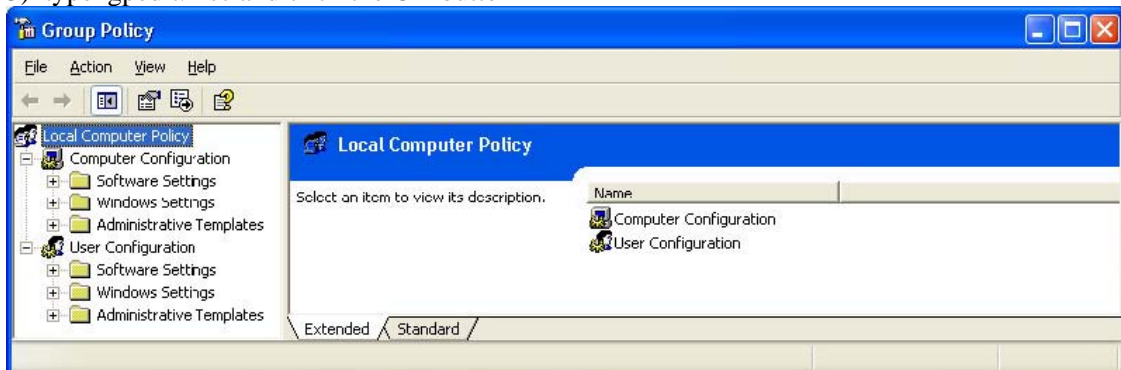 Group Policy
File Action View Help
Local Computer Policy
Computer Configuration
Software Settings
Windows Settings
Administrative Templates
User Configuration
Software Settings
Windows Settings
Administrative Templates
Local Computer Policy
Select an item to view its description.
Name
Computer Configuration
User Configuration
Extended Standard